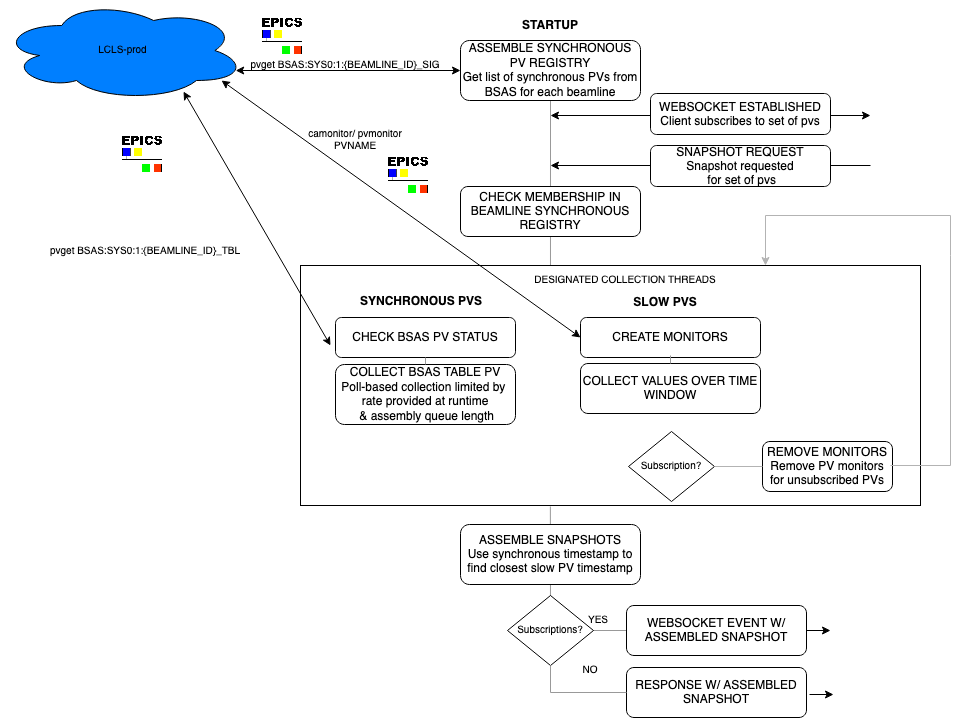 EPICS
STARTUP
LCLS-prod
pvget BSAS:SYS0:1:{BEAMLINE_ID}_SIG
ASSEMBLE SYNCHRONOUS
PV REGISTRY
Get list of synchronous PVs from
BSAS for each beamline
WEBSOCKET ESTABLISHED
Client subscribes to set of pvs
EPICS
camonitor/ pvmonitor
PVNAME
EPICS
SNAPSHOT REQUEST
Snapshot requested
for set of pvs
CHECK MEMBERSHIP IN
BEAMLINE SYNCHRONOUS
REGISTRY
pvget BSAS:SYS0:1:{BEAMLINE_ID}_TBL
DESIGNATED COLLECTION THREADS
SYNCHRONOUS PVS
SLOW PVS
CHECK BSAS PV STATUS
CREATE MONITORS
COLLECT BSAS TABLE PV
Poll-based collection limited by
rate provided at runtime
& assembly queue length
COLLECT VALUES OVER TIME
WINDOW
Subscription?
REMOVE MONITORS
Remove PV monitors
for unsubscribed PVs
ASSEMBLE SNAPSHOTS
Use synchronous timestamp to
find closest slow PV timestamp
Subscriptions?
YES
WEBSOCKET EVENT W/
ASSEMBLED SNAPSHOT
NO
RESPONSE W/ ASSEMBLED
SNAPSHOT